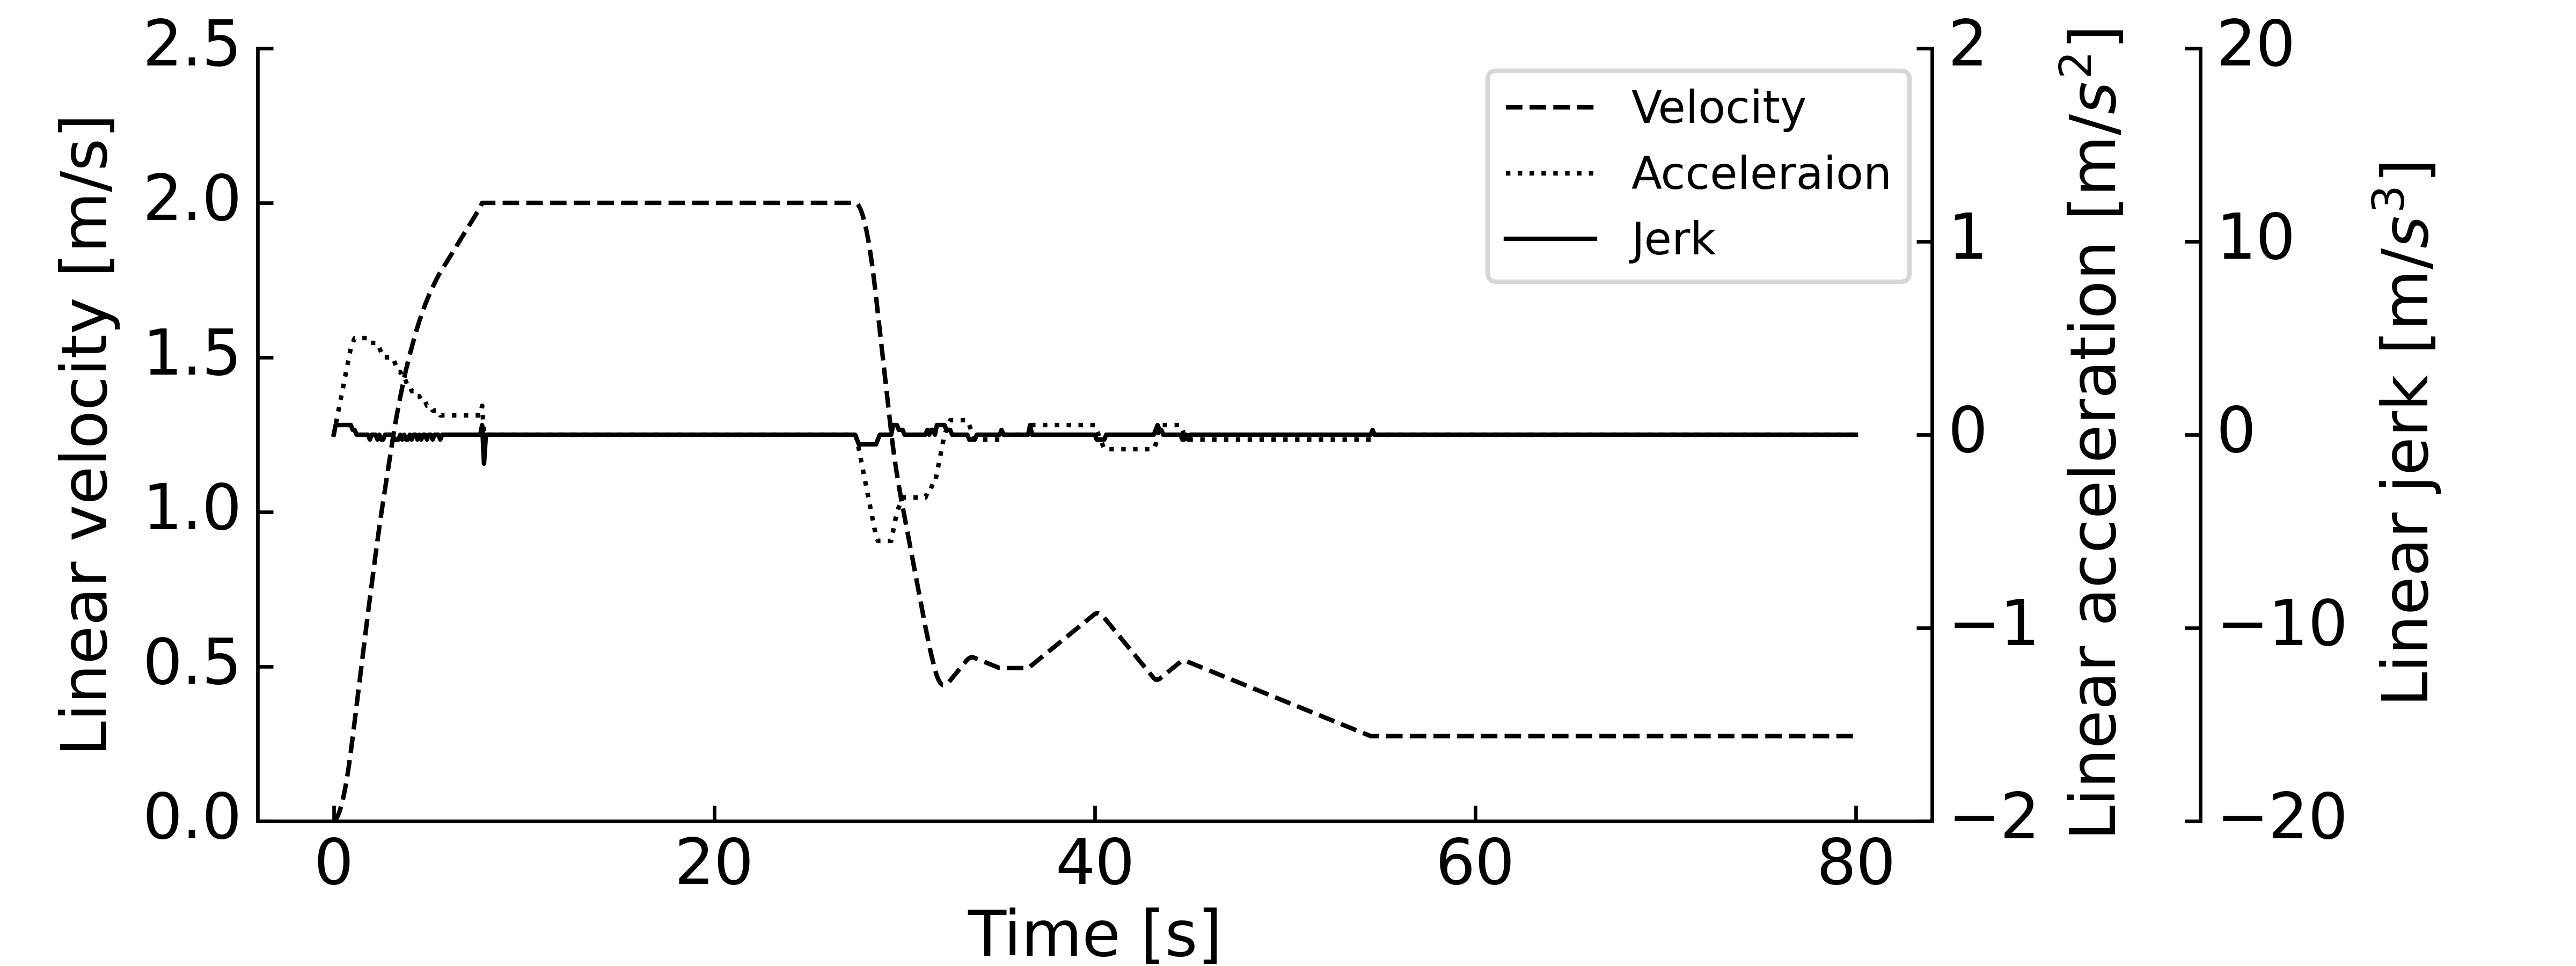 Linear velocity [m/s]
2.5
2.0
1.5
1.0
0.5
0.0
0 20 40 60 80
Time [s]
Velocity
Acceleraion
Jerk
2
1
0
−1
−2
Linear acceleration [m/s²]
20
10
0
−10
−20
Linear jerk [m/s³]